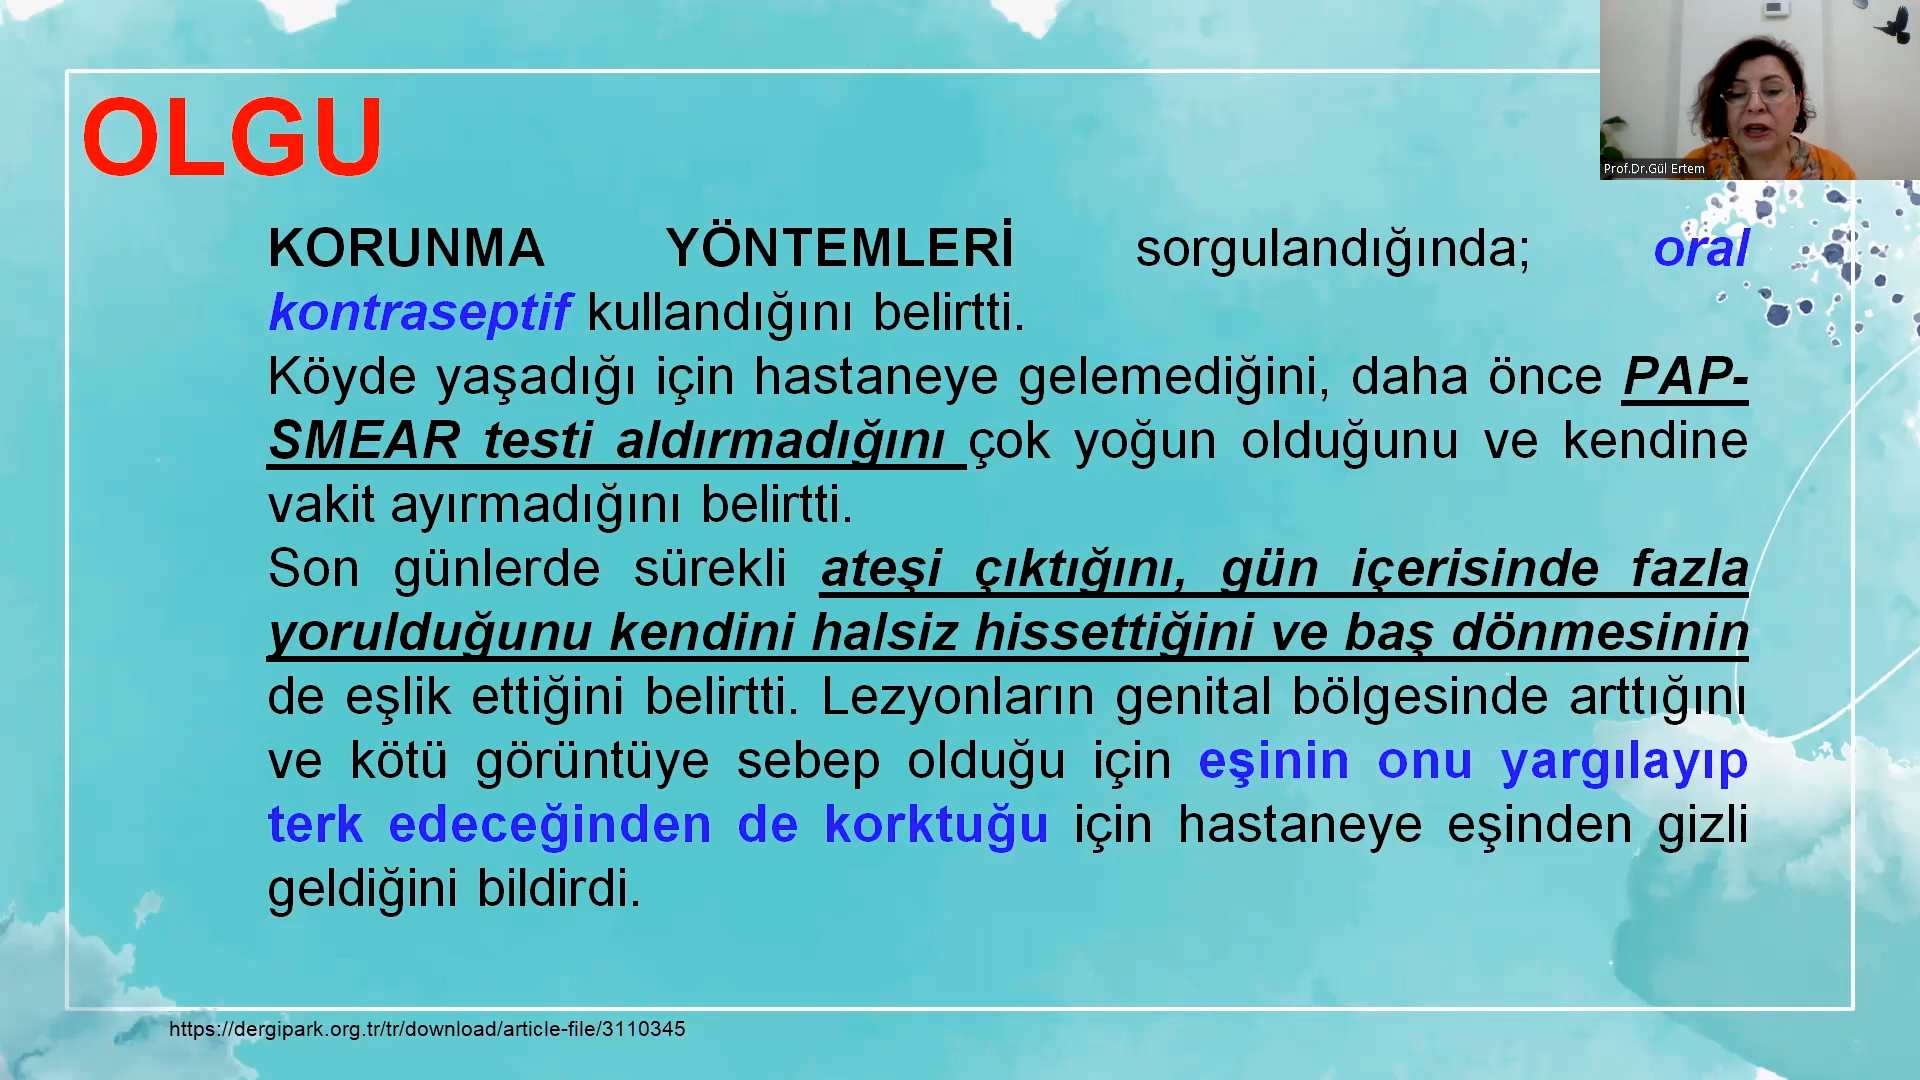 OLGU
Prof.Dr.Gül Ertem
KORUNMA YÖNTEMLERİ sorgulandığında; oral
kontraseptif kullandığını belirtti.
Köyde yaşadığı için hastaneye gelemediğini, daha önce PAP-
SMEAR testi aldırmadığını çok yoğun olduğunu ve kendine
vakit ayırmadığını belirtti.
Son günlerde sürekli ateşi çıktığını, gün içerisinde fazla
yorulduğunu kendini halsiz hissettiğini ve baş dönmesinin
de eşlik ettiğini belirtti. Lezyonların genital bölgesinde arttığını
ve kötü görüntüye sebep olduğu için eşinin onu yargılayıp
terk edeceğinden de korktuğu için hastaneye eşinden gizli
geldiğini bildirdi.
https://dergipark.org.tr/tr/download/article-file/3110345